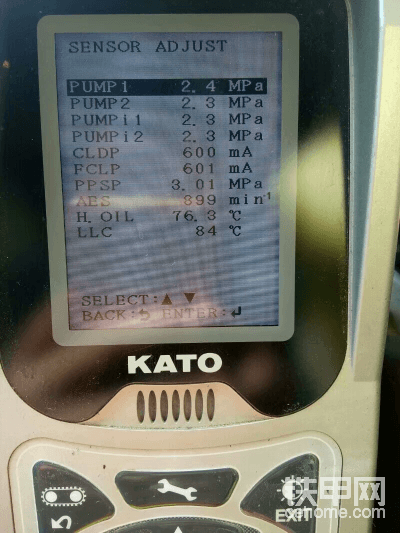 SENSOR ADJUST
PUMP1 2.4 MPa
PUMP2 2.3 MPa
PUMPi1 2.3 MPa
PUMPi2 2.3 MPa
CLDP 600 mA
FCLP 601 mA
PPSP 3.01 MPa
AES 899 min⁻¹
H.OIL 76.3 ℃
LLC 84 ℃
SELECT:▲ ▼
BACK:↶ ENTER:↵
KATO
EXIT
铁甲网
cehome.com